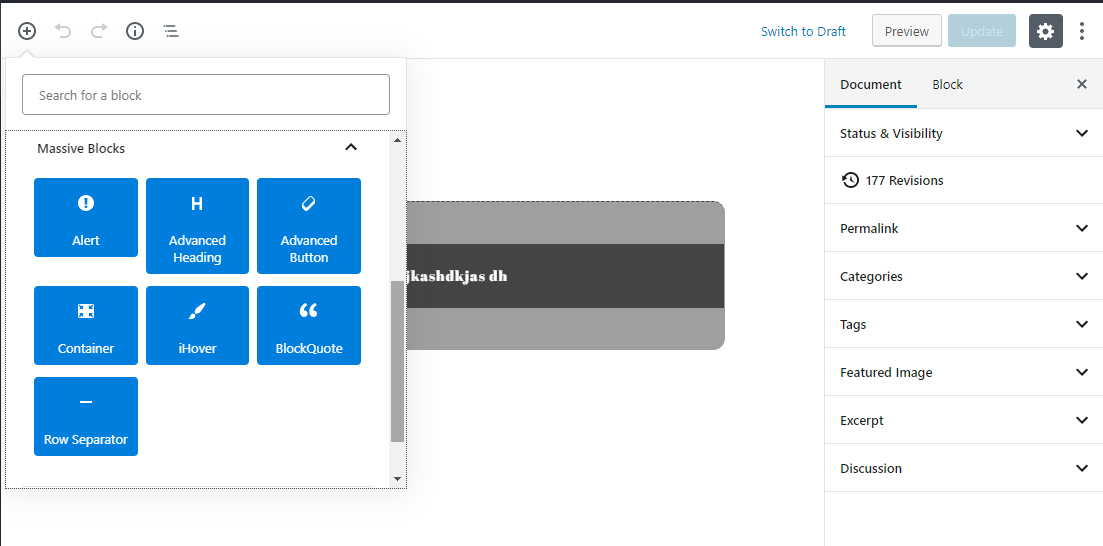 Switch to Draft
Preview
Update
Search for a block
Document
Block
Massive Blocks
Status & Visibility
177 Revisions
Alert
Advanced
Heading
Advanced
Button
Permalink
jkashdkjas dh
Categories
Container
iHover
BlockQuote
Tags
Featured Image
Row Separator
Excerpt
Discussion